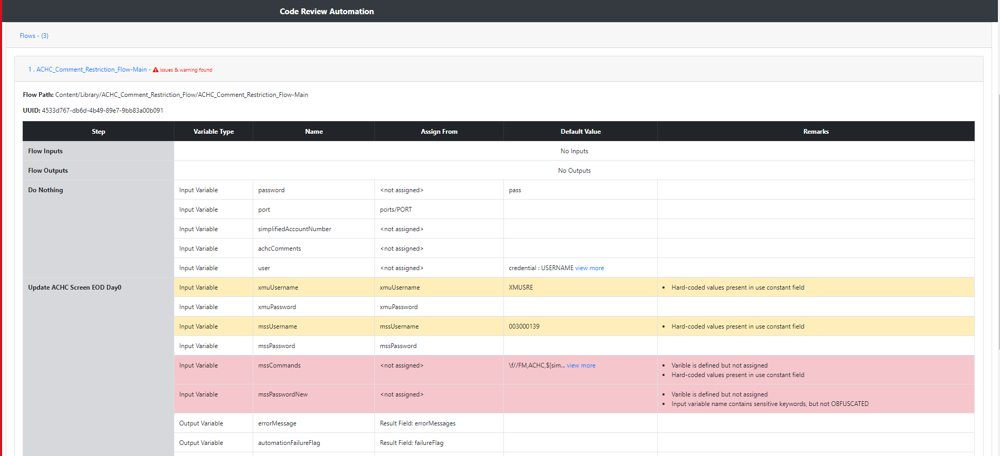 Code Review Automation
Flows - (3)
1 . ACHC_Comment_Restriction_Flow-Main - issues & warning found
Flow Path: Content/Library/ACHC_Comment_Restriction_Flow/ACHC_Comment_Restriction_Flow-Main
UUID: 4533d767-db6d-4b49-89e7-9bb83a00b091
Step Variable Type Name Assign From Default Value Remarks
Flow Inputs No Inputs
Flow Outputs No Outputs
Do Nothing Input Variable password <not assigned> pass
Input Variable port ports/PORT
Input Variable simplifiedAccountNumber <not assigned>
Input Variable achcComments <not assigned>
Input Variable user <not assigned> credential : USERNAME view more
Update ACHC Screen EOD Day0 Input Variable xmuUsername xmuUsername XMUSRE • Hard-coded values present in use constant field
Input Variable xmuPassword xmuPassword
Input Variable mssUsername mssUsername 003000139 • Hard-coded values present in use constant field
Input Variable mssPassword mssPassword
Input Variable mssCommands <not assigned> \f//FM,ACHC,${sim... view more • Varible is defined but not assigned
• Hard-coded values present in use constant field
Input Variable mssPasswordNew <not assigned> • Varible is defined but not assigned
• Input variable name contains sensitive keywords, but not OBFUSCATED
Output Variable errorMessage Result Field: errorMessages
Output Variable automationFailureFlag Result Field: failureFlag